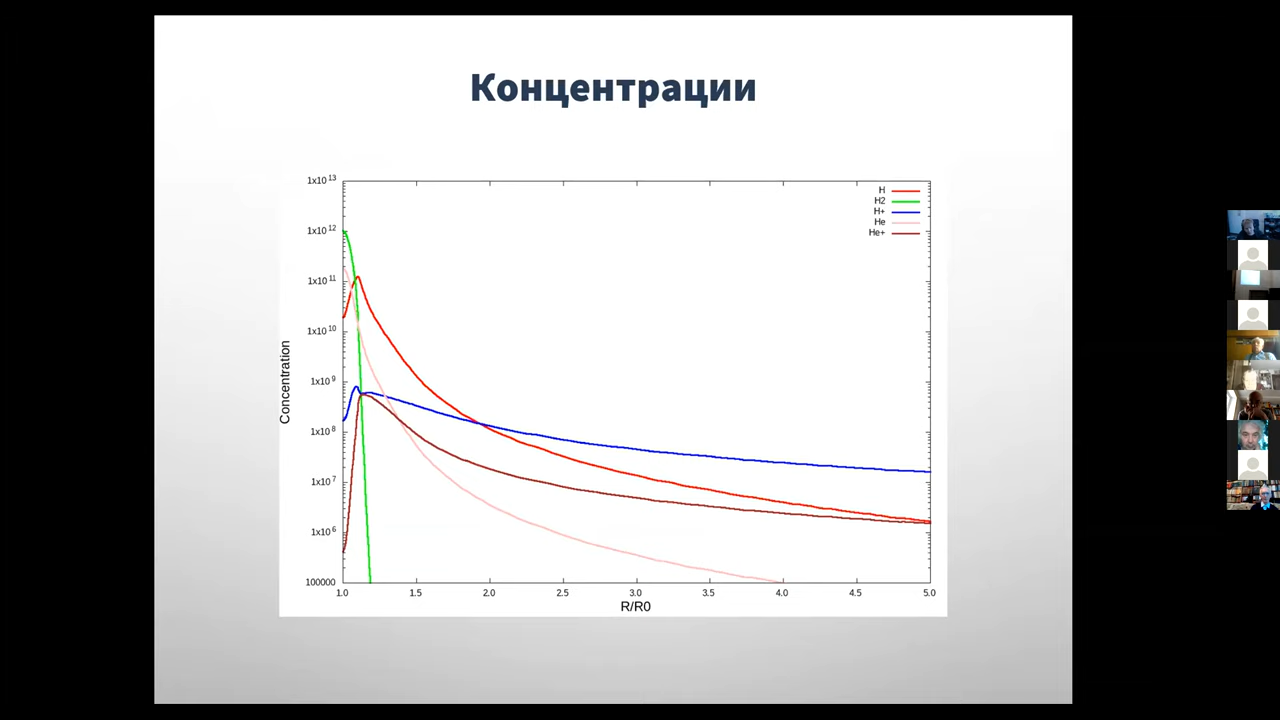 Концентрации
1x10 13
1x10 12
1x10 11
1x10 10
1x10 9
1x10 8
1x10 7
1x10 6
100000
Concentration
H
H2
H+
He
He+
1.0 1.5 2.0 2.5 3.0 3.5 4.0 4.5 5.0
R/R0